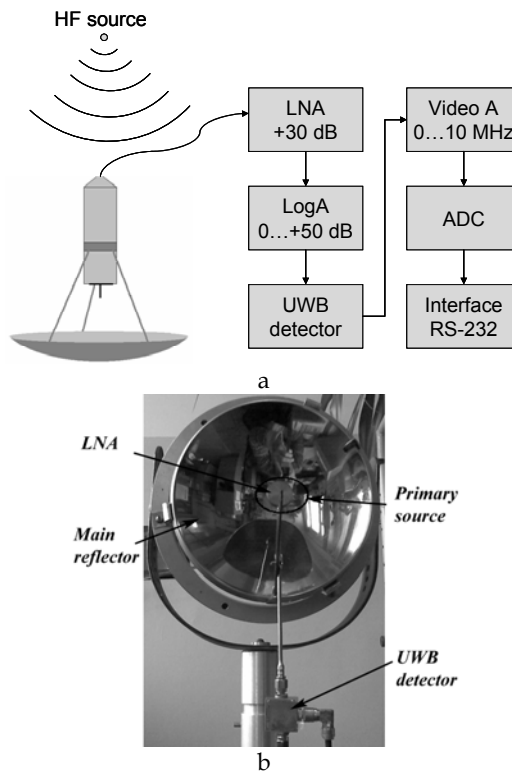 HF source
LNA
+30 dB
LogA
0...+50 dB
UWB
detector
Video A
0...10 MHz
ADC
Interface
RS-232
a
LNA
Primary
source
Main
reflector
UWB
detector
b